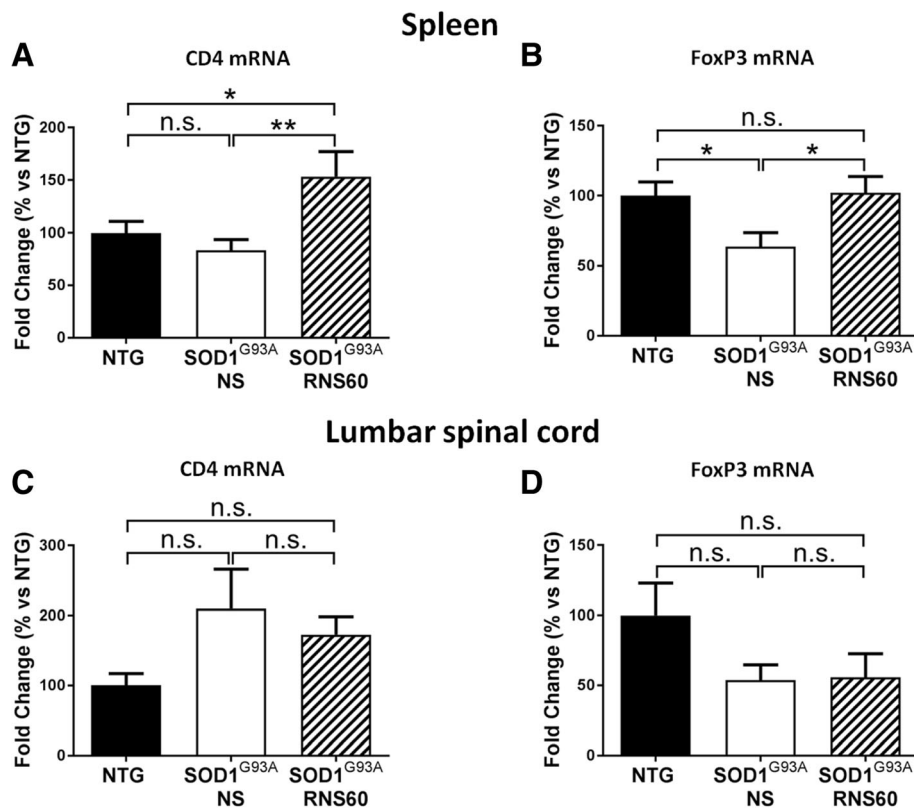 Spleen
A
CD4 mRNA
*
n.s.
**
Fold Change (% vs NTG)
200
150
100
50
0
NTG
SOD1G93A
NS
SOD1G93A
RNS60
B
FoxP3 mRNA
n.s.
*
*
Fold Change (% vs NTG)
150
100
50
0
NTG
SOD1G93A
NS
SOD1G93A
RNS60
Lumbar spinal cord
C
CD4 mRNA
n.s.
n.s.
n.s.
Fold Change (% vs NTG)
300
200
100
0
NTG
SOD1G93A
NS
SOD1G93A
RNS60
D
FoxP3 mRNA
n.s.
n.s.
n.s.
Fold Change (% vs NTG)
150
100
50
0
NTG
SOD1G93A
NS
SOD1G93A
RNS60